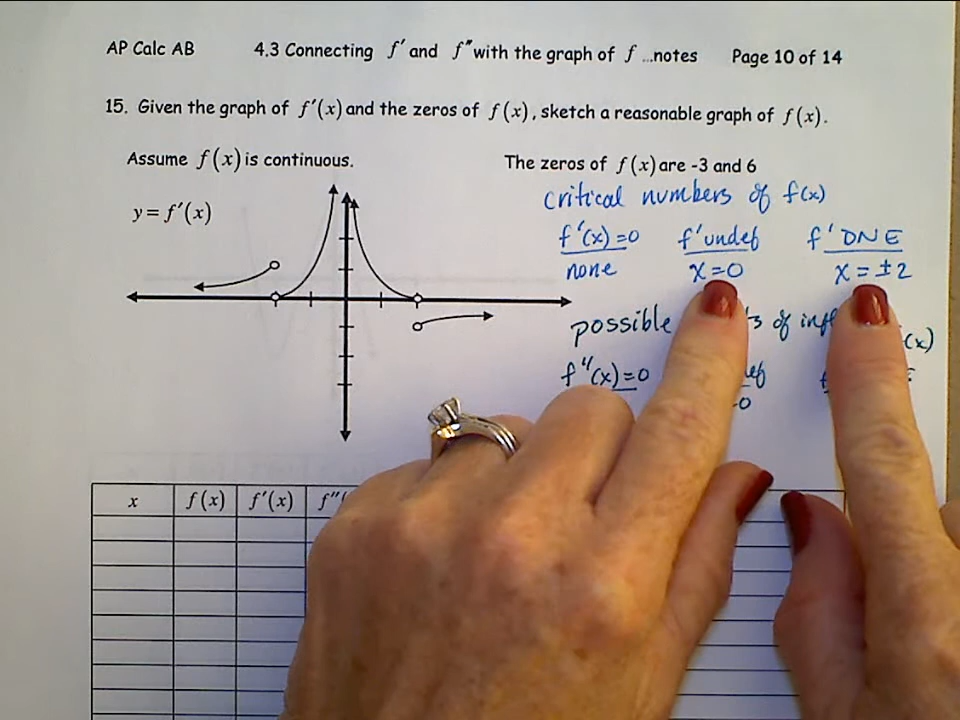 AP Calc AB 4.3 Connecting f' and f" with the graph of f …notes Page 10 of 14
15. Given the graph of f'(x) and the zeros of f(x), sketch a reasonable graph of f(x).
Assume f(x) is continuous. The zeros of f(x) are -3 and 6
critical numbers of f(x)
y = f'(x)
f'(x)=0 f'undef f' DNE
none x=0 x=±2
possible of (x)
f"(x)=0
x f(x) f'(x)